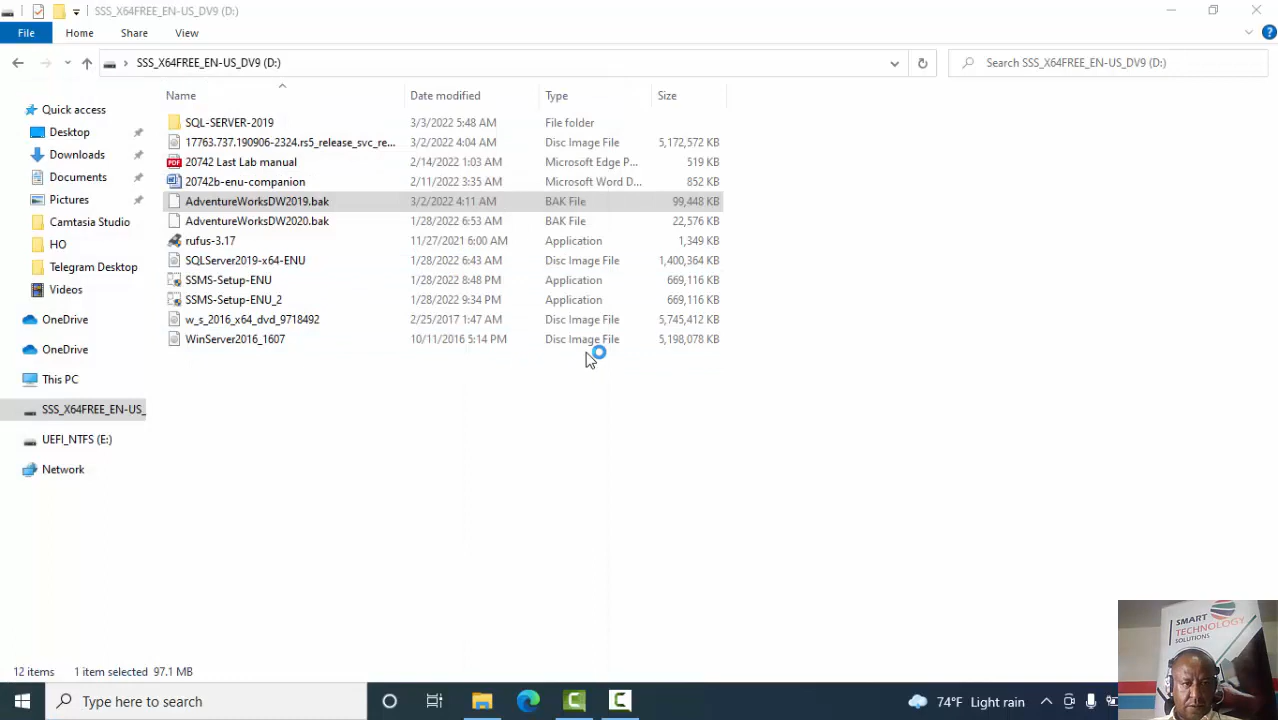 SSS_X64FREE_EN-US_DV9 (D:)
File Home Share View
SSS_X64FREE_EN-US_DV9 (D:) Search SSS_X64FREE_EN-US_DV9 (D:)
Name Date modified Type Size
Quick access
Desktop
Downloads
Documents
Pictures
Camtasia Studio
HO
Telegram Desktop
Videos
OneDrive
OneDrive
This PC
SSS_X64FREE_EN-US_
UEFI_NTFS (E:)
Network
SQL-SERVER-2019 3/3/2022 5:48 AM File folder
17763.737.190906-2324.rs5_release_svc_re... 3/2/2022 4:04 AM Disc Image File 5,172,572 KB
20742 Last Lab manual 2/14/2022 1:03 AM Microsoft Edge P... 519 KB
20742b-enu-companion 2/11/2022 3:35 AM Microsoft Word D... 852 KB
AdventureWorksDW2019.bak 3/2/2022 4:11 AM BAK File 99,448 KB
AdventureWorksDW2020.bak 1/28/2022 6:53 AM BAK File 22,576 KB
rufus-3.17 11/27/2021 6:00 AM Application 1,349 KB
SQLServer2019-x64-ENU 1/28/2022 6:43 AM Disc Image File 1,400,364 KB
SSMS-Setup-ENU 1/28/2022 8:48 PM Application 669,116 KB
SSMS-Setup-ENU_2 1/28/2022 9:34 PM Application 669,116 KB
w_s_2016_x64_dvd_9718492 2/25/2017 1:47 AM Disc Image File 5,745,412 KB
WinServer2016_1607 10/11/2016 5:14 PM Disc Image File 5,198,078 KB
12 items 1 item selected 97.1 MB
SMART
TECHNOLOGY
SOLUTIONS
Type here to search
74°F Light rain